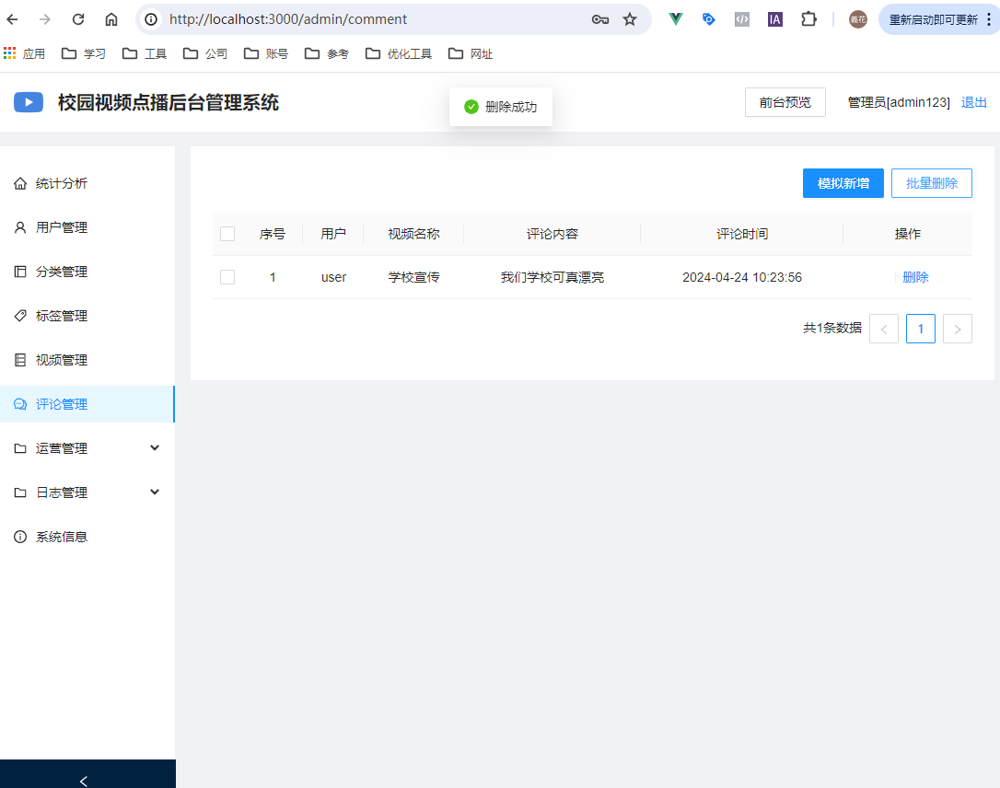 http://localhost:3000/admin/comment
IA
義花
重新启动即可更新
应用 学习 工具 公司 账号 参考 优化工具 网址
校园视频点播后台管理系统
删除成功
前台预览 管理员[admin123] 退出
统计分析
用户管理
分类管理
标签管理
视频管理
评论管理
运营管理
日志管理
系统信息
模拟新增 批量删除
序号 用户 视频名称 评论内容 评论时间 操作
1 user 学校宣传 我们学校可真漂亮 2024-04-24 10:23:56 删除
共1条数据 < 1 >
<